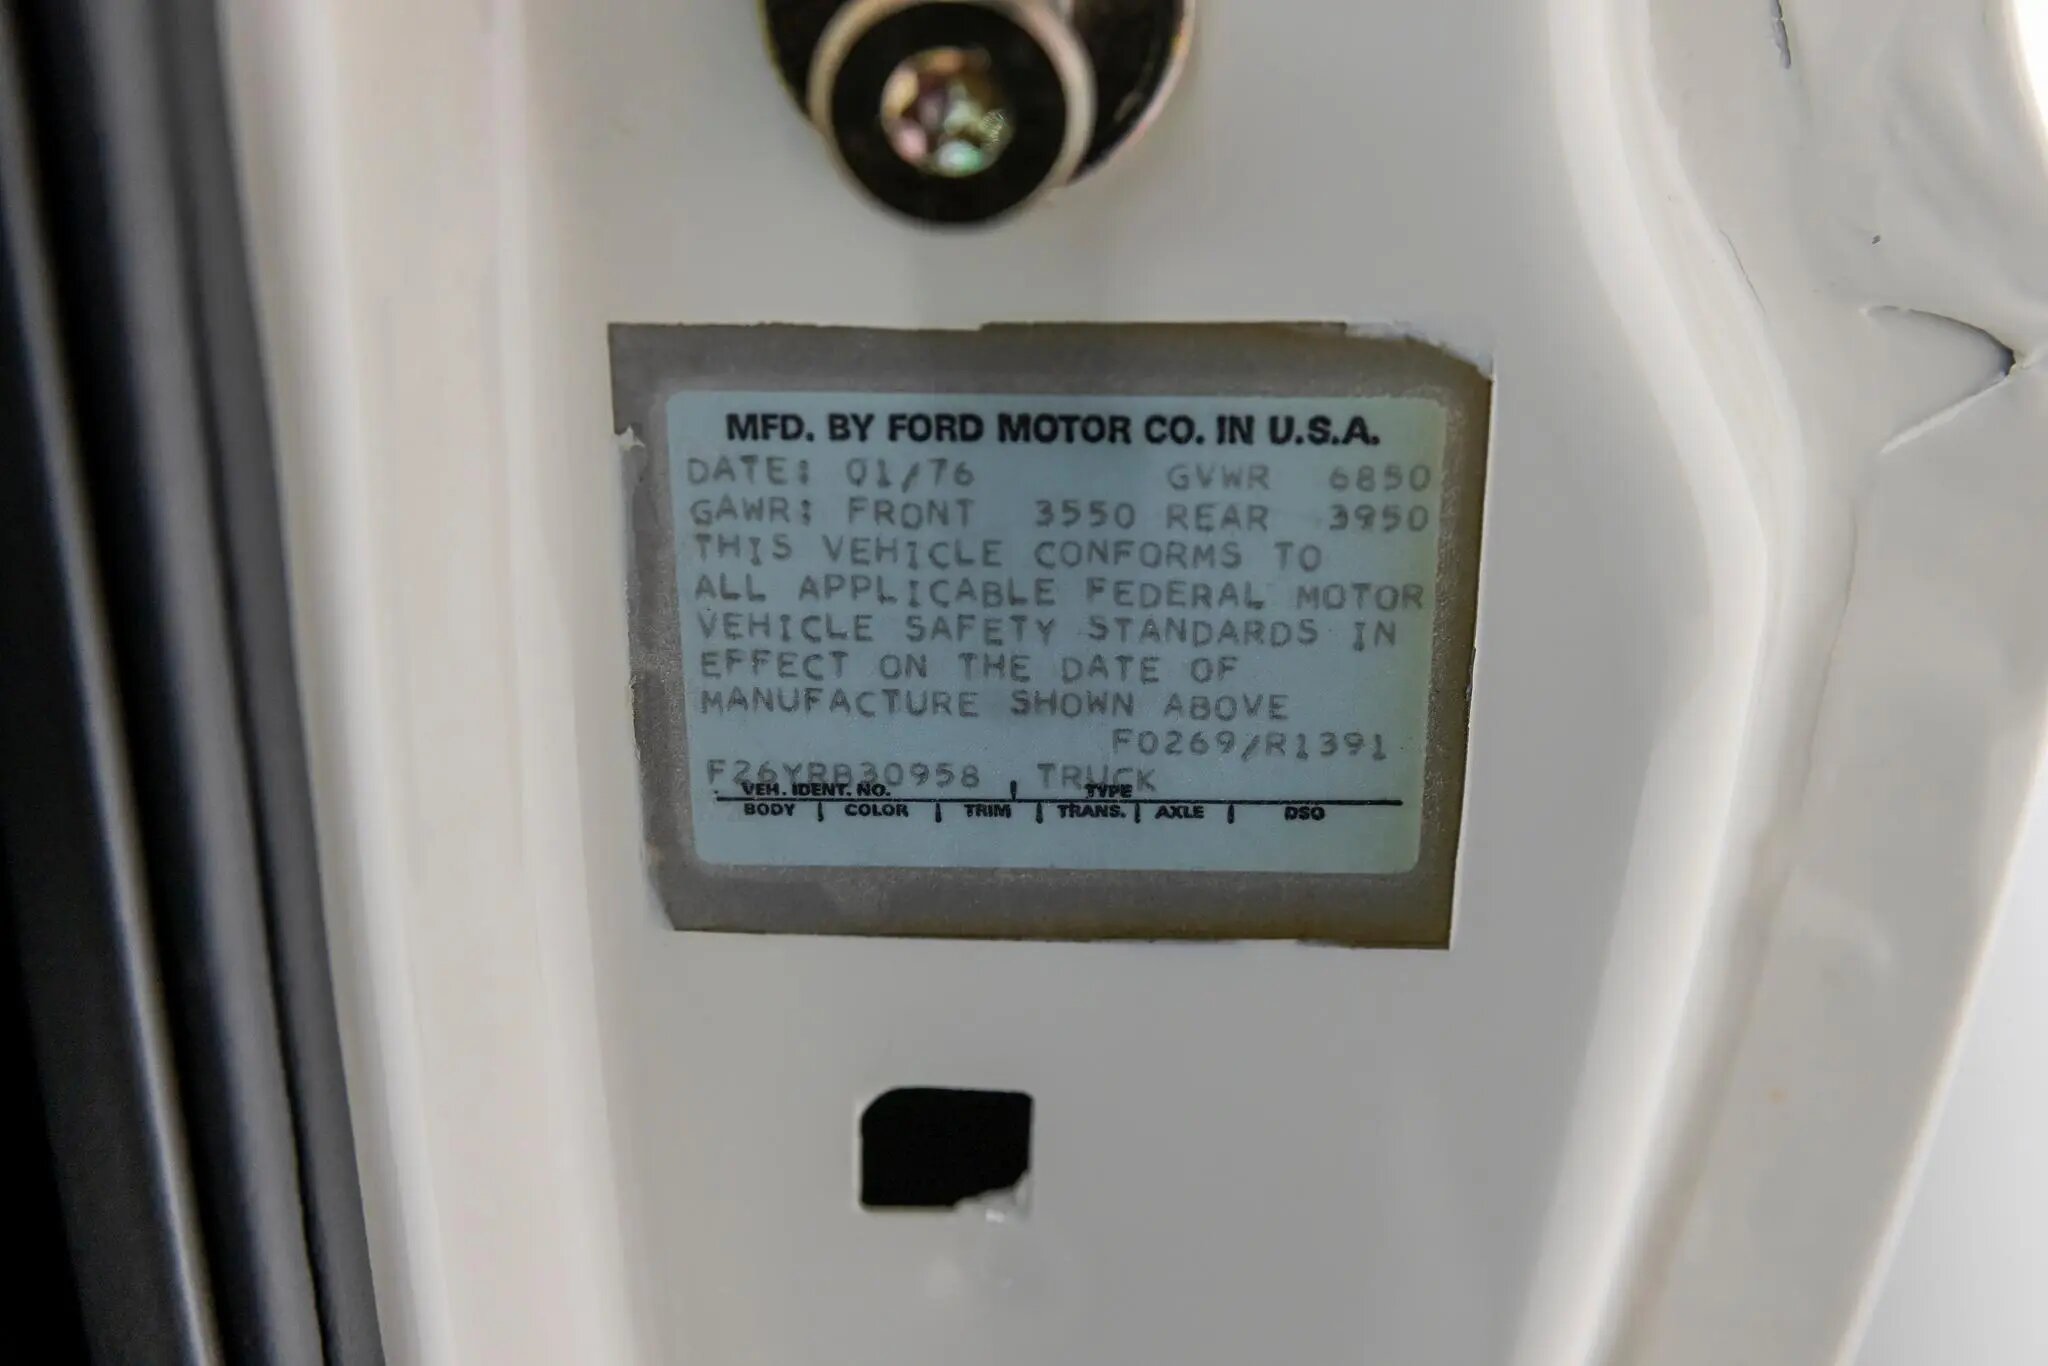 MFD. BY FORD MOTOR CO. IN U.S.A.
DATE: 01/76 GVWR 6850
GAWR: FRONT 3550 REAR 3950
THIS VEHICLE CONFORMS TO
ALL APPLICABLE FEDERAL MOTOR
VEHICLE SAFETY STANDARDS IN
EFFECT ON THE DATE OF
MANUFACTURE SHOWN ABOVE
F0269/R1391
F26YRB30958 TRUCK
VEH. IDENT. NO. | TYPE
BODY | COLOR | TRIM | TRANS. | AXLE | DSO